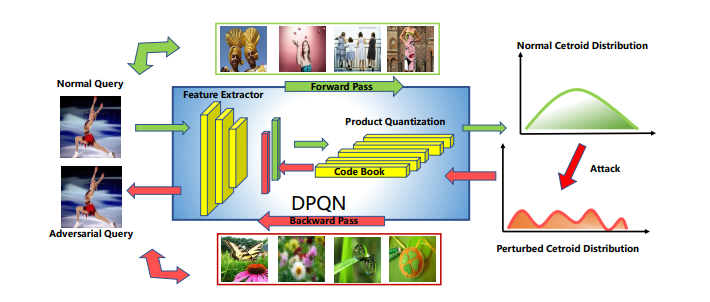 Normal Cetroid Distribution
Normal Query
Forward Pass
Feature Extractor
Product Quantization
Code Book
Attack
DPQN
Backward Pass
Adversarial Query
Perturbed Cetroid Distribution